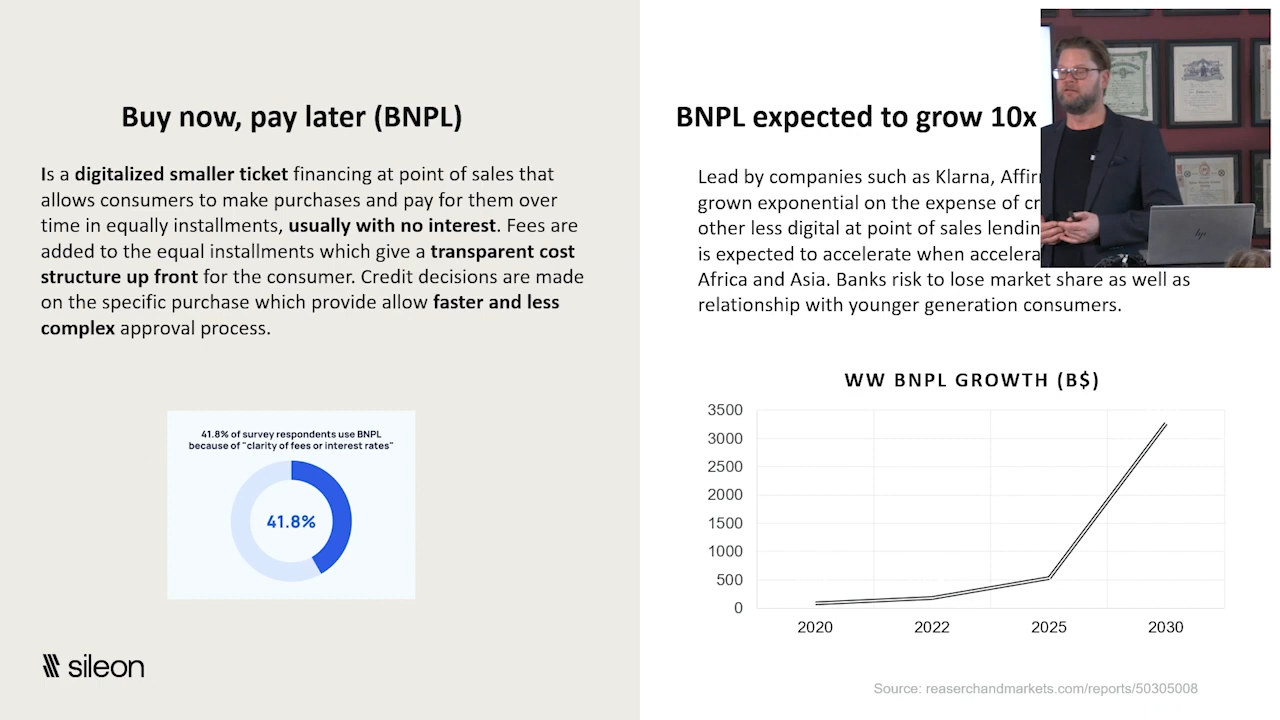 Buy now, pay later (BNPL)
Is a digitalized smaller ticket financing at point of sales that
allows consumers to make purchases and pay for them over
time in equally installments, usually with no interest. Fees are
added to the equal installments which give a transparent cost
structure up front for the consumer. Credit decisions are made
on the specific purchase which provide allow faster and less
complex approval process.
41.8% of survey respondents use BNPL
because of "clarity of fees or interest rates"
41.8%
sileon
BNPL expected to grow 10x
Lead by companies such as Klarna,
grown exponential on the expense of
other less digital at point of sales
is expected to accelerate when
Africa and Asia. Banks risk to lose market share as well as
relationship with younger generation consumers.
WW BNPL GROWTH (B$)
3500
3000
2500
2000
1500
1000
500
0
2020 2022 2025 2030
Source: reaserchandmarkets.com/reports/50305008